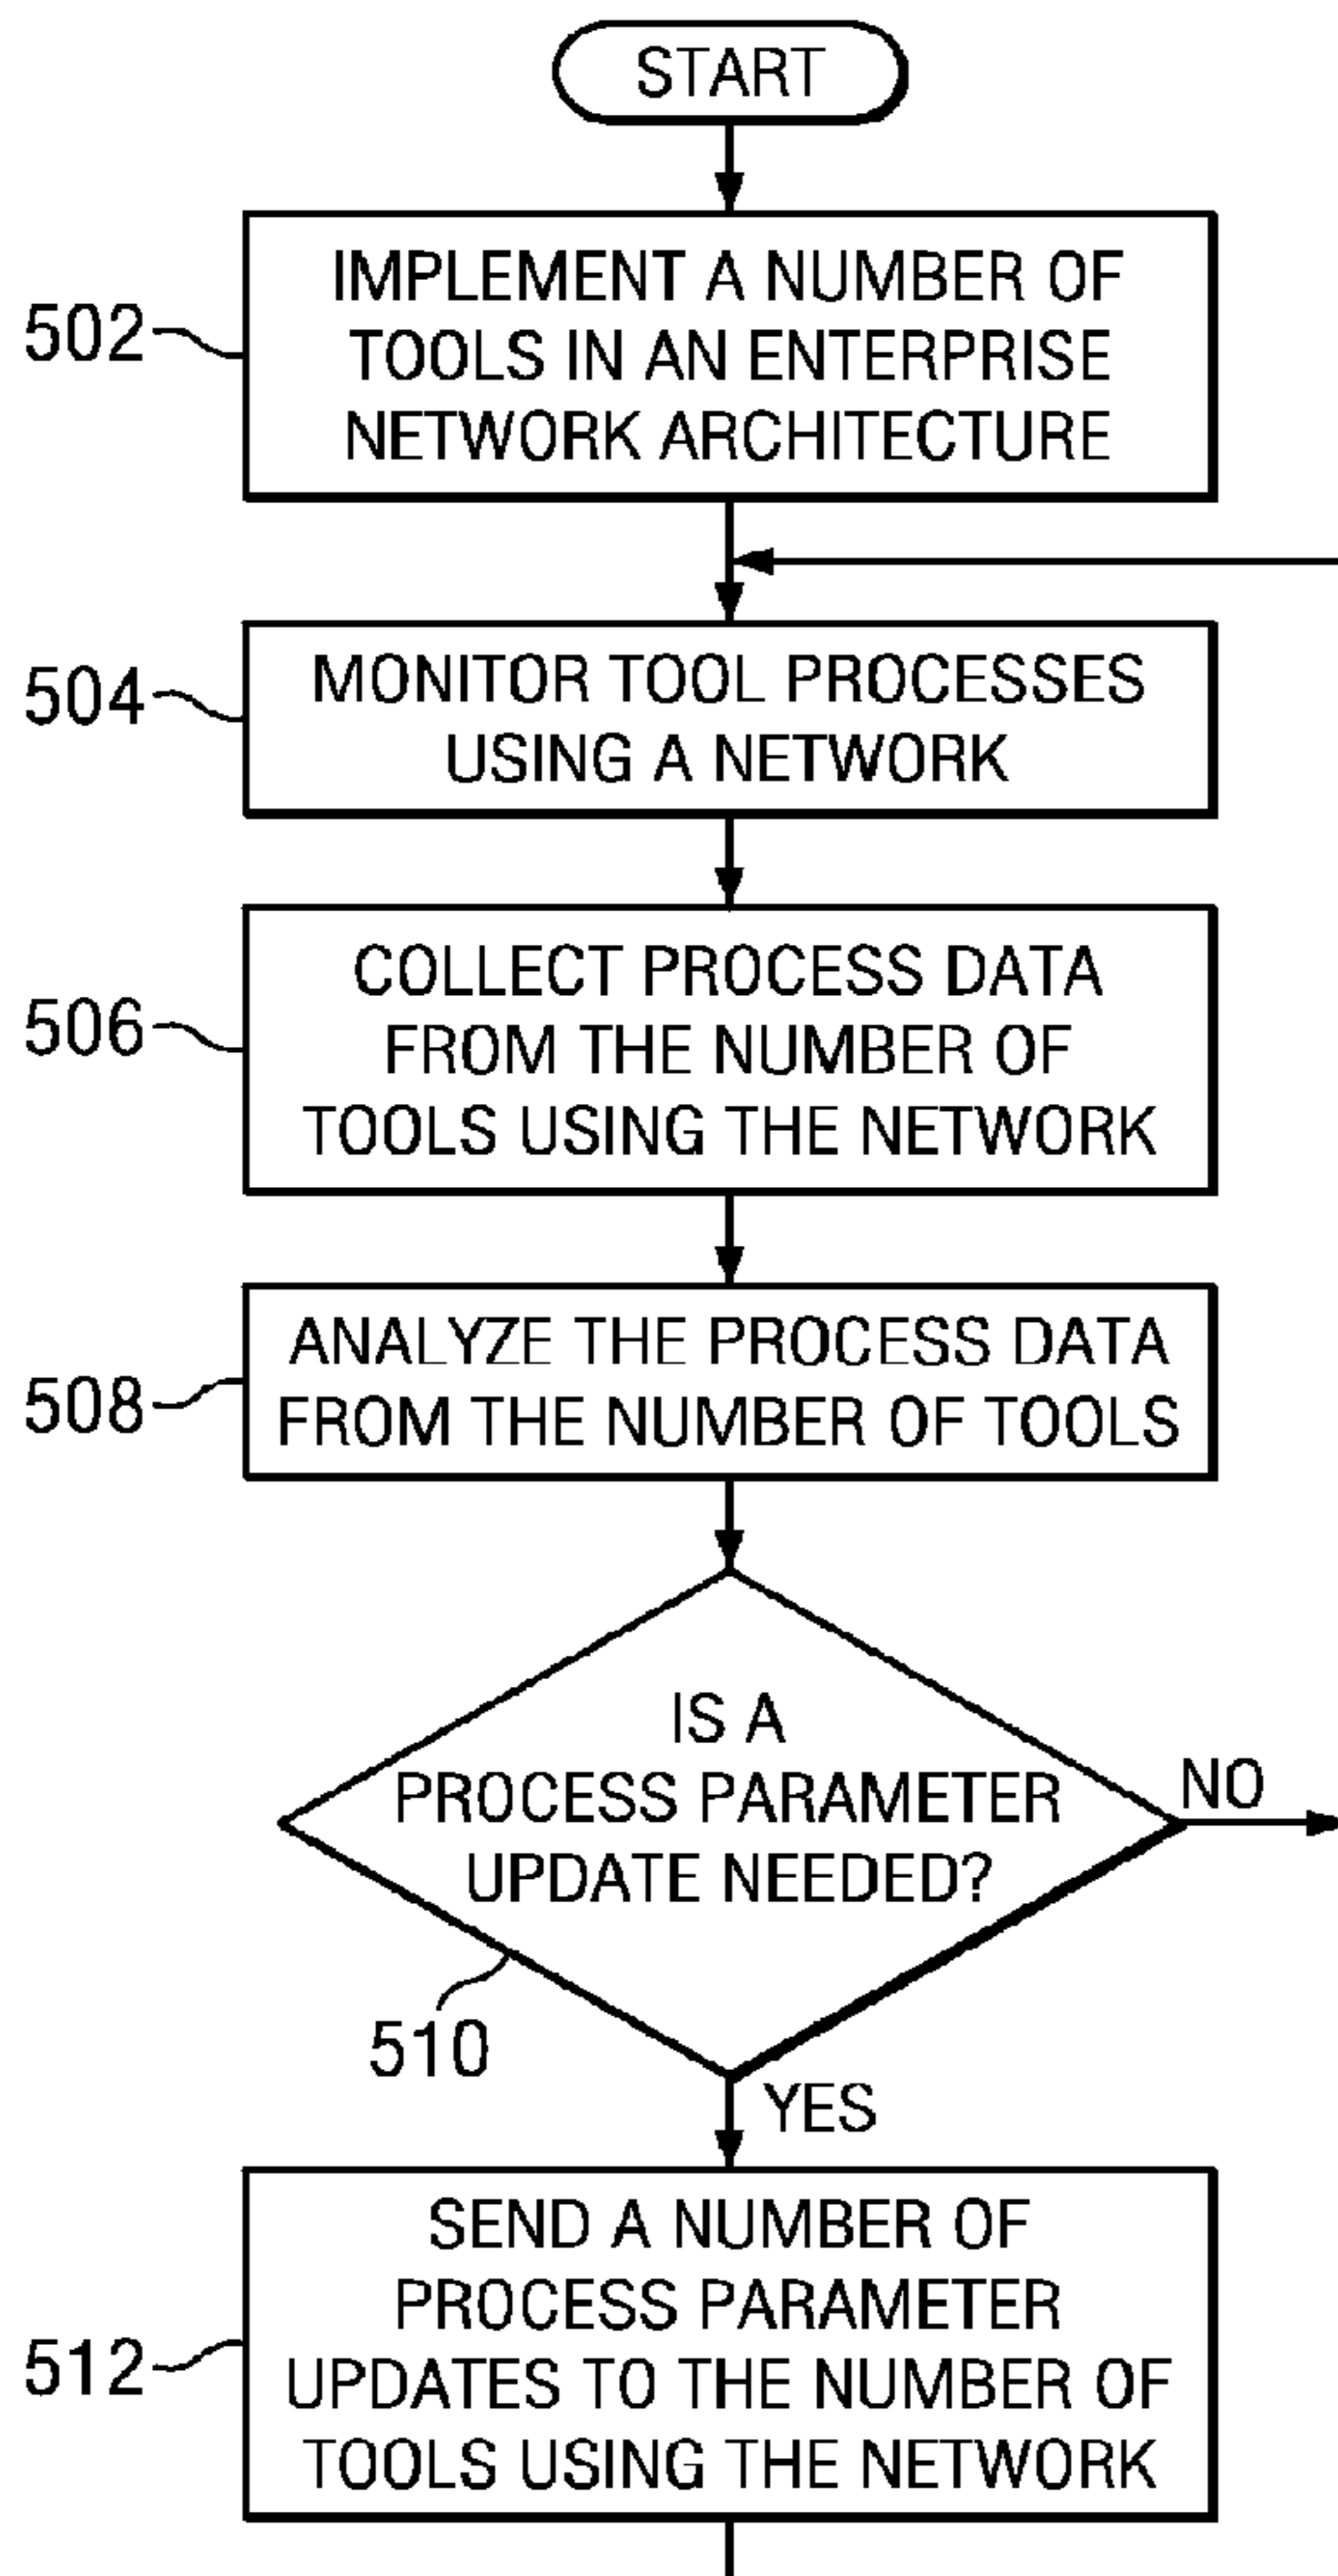 START
502
IMPLEMENT A NUMBER OF
TOOLS IN AN ENTERPRISE
NETWORK ARCHITECTURE
504
MONITOR TOOL PROCESSES
USING A NETWORK
506
COLLECT PROCESS DATA
FROM THE NUMBER OF
TOOLS USING THE NETWORK
508
ANALYZE THE PROCESS DATA
FROM THE NUMBER OF TOOLS
IS A
PROCESS PARAMETER
UPDATE NEEDED?
NO
510
YES
512
SEND A NUMBER OF
PROCESS PARAMETER
UPDATES TO THE NUMBER OF
TOOLS USING THE NETWORK